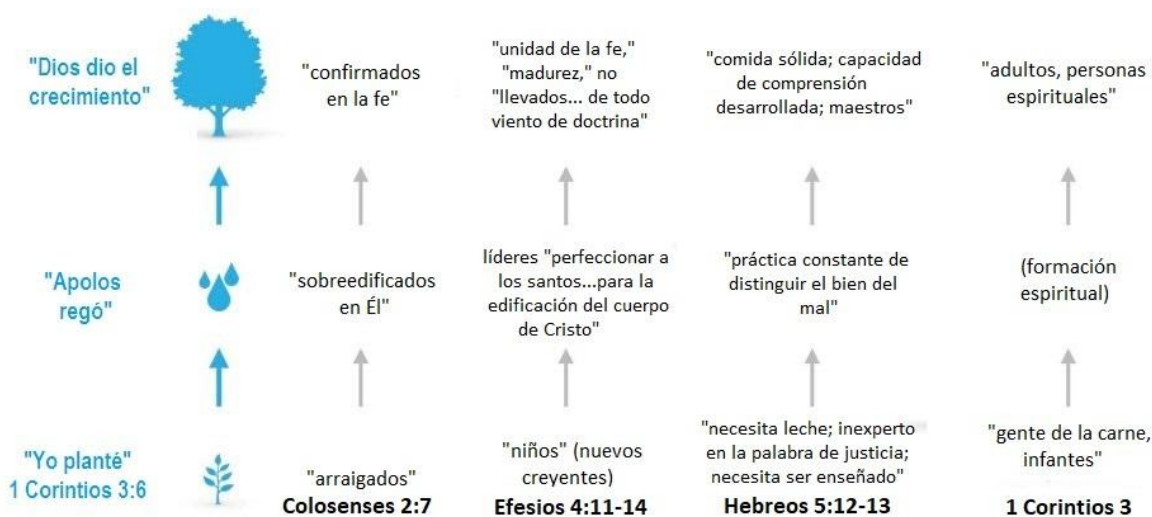 "Dios dio el
crecimiento"
"confirmados
en la fe"
"unidad de la fe,"
"madurez," no
"llevados... de todo
viento de doctrina"
"comida sólida; capacidad
de comprensión
desarrollada; maestros"
"adultos, personas
espirituales"
"Apolos
regó"
"sobreedificados
en Él"
líderes "perfeccionar a
los santos...para la
edificación del cuerpo
de Cristo"
"práctica constante de
distinguir el bien del
mal"
(formación
espiritual)
"Yo planté"
1 Corintios 3:6
"arraigados"
Colosenses 2:7
"niños" (nuevos
creyentes)
Efesios 4:11-14
"necesita leche; inexperto
en la palabra de justicia;
necesita ser enseñado"
Hebreos 5:12-13
"gente de la carne,
infantes"
1 Corintios 3